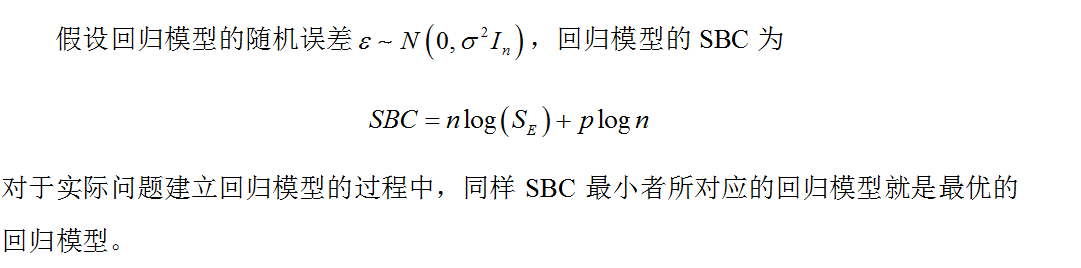 假设回归模型的随机误差 ε ~ N(0, σ²Iₙ)，回归模型的 SBC 为
SBC = n log(S_E) + p log n
对于实际问题建立回归模型的过程中，同样 SBC 最小者所对应的回归模型就是最优的
回归模型。